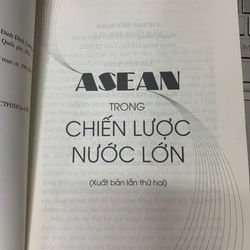 ASEAN
TRONG
CHIẾN LƯỢC
NƯỚC LỚN
(Xuất bản lần thứ hai)